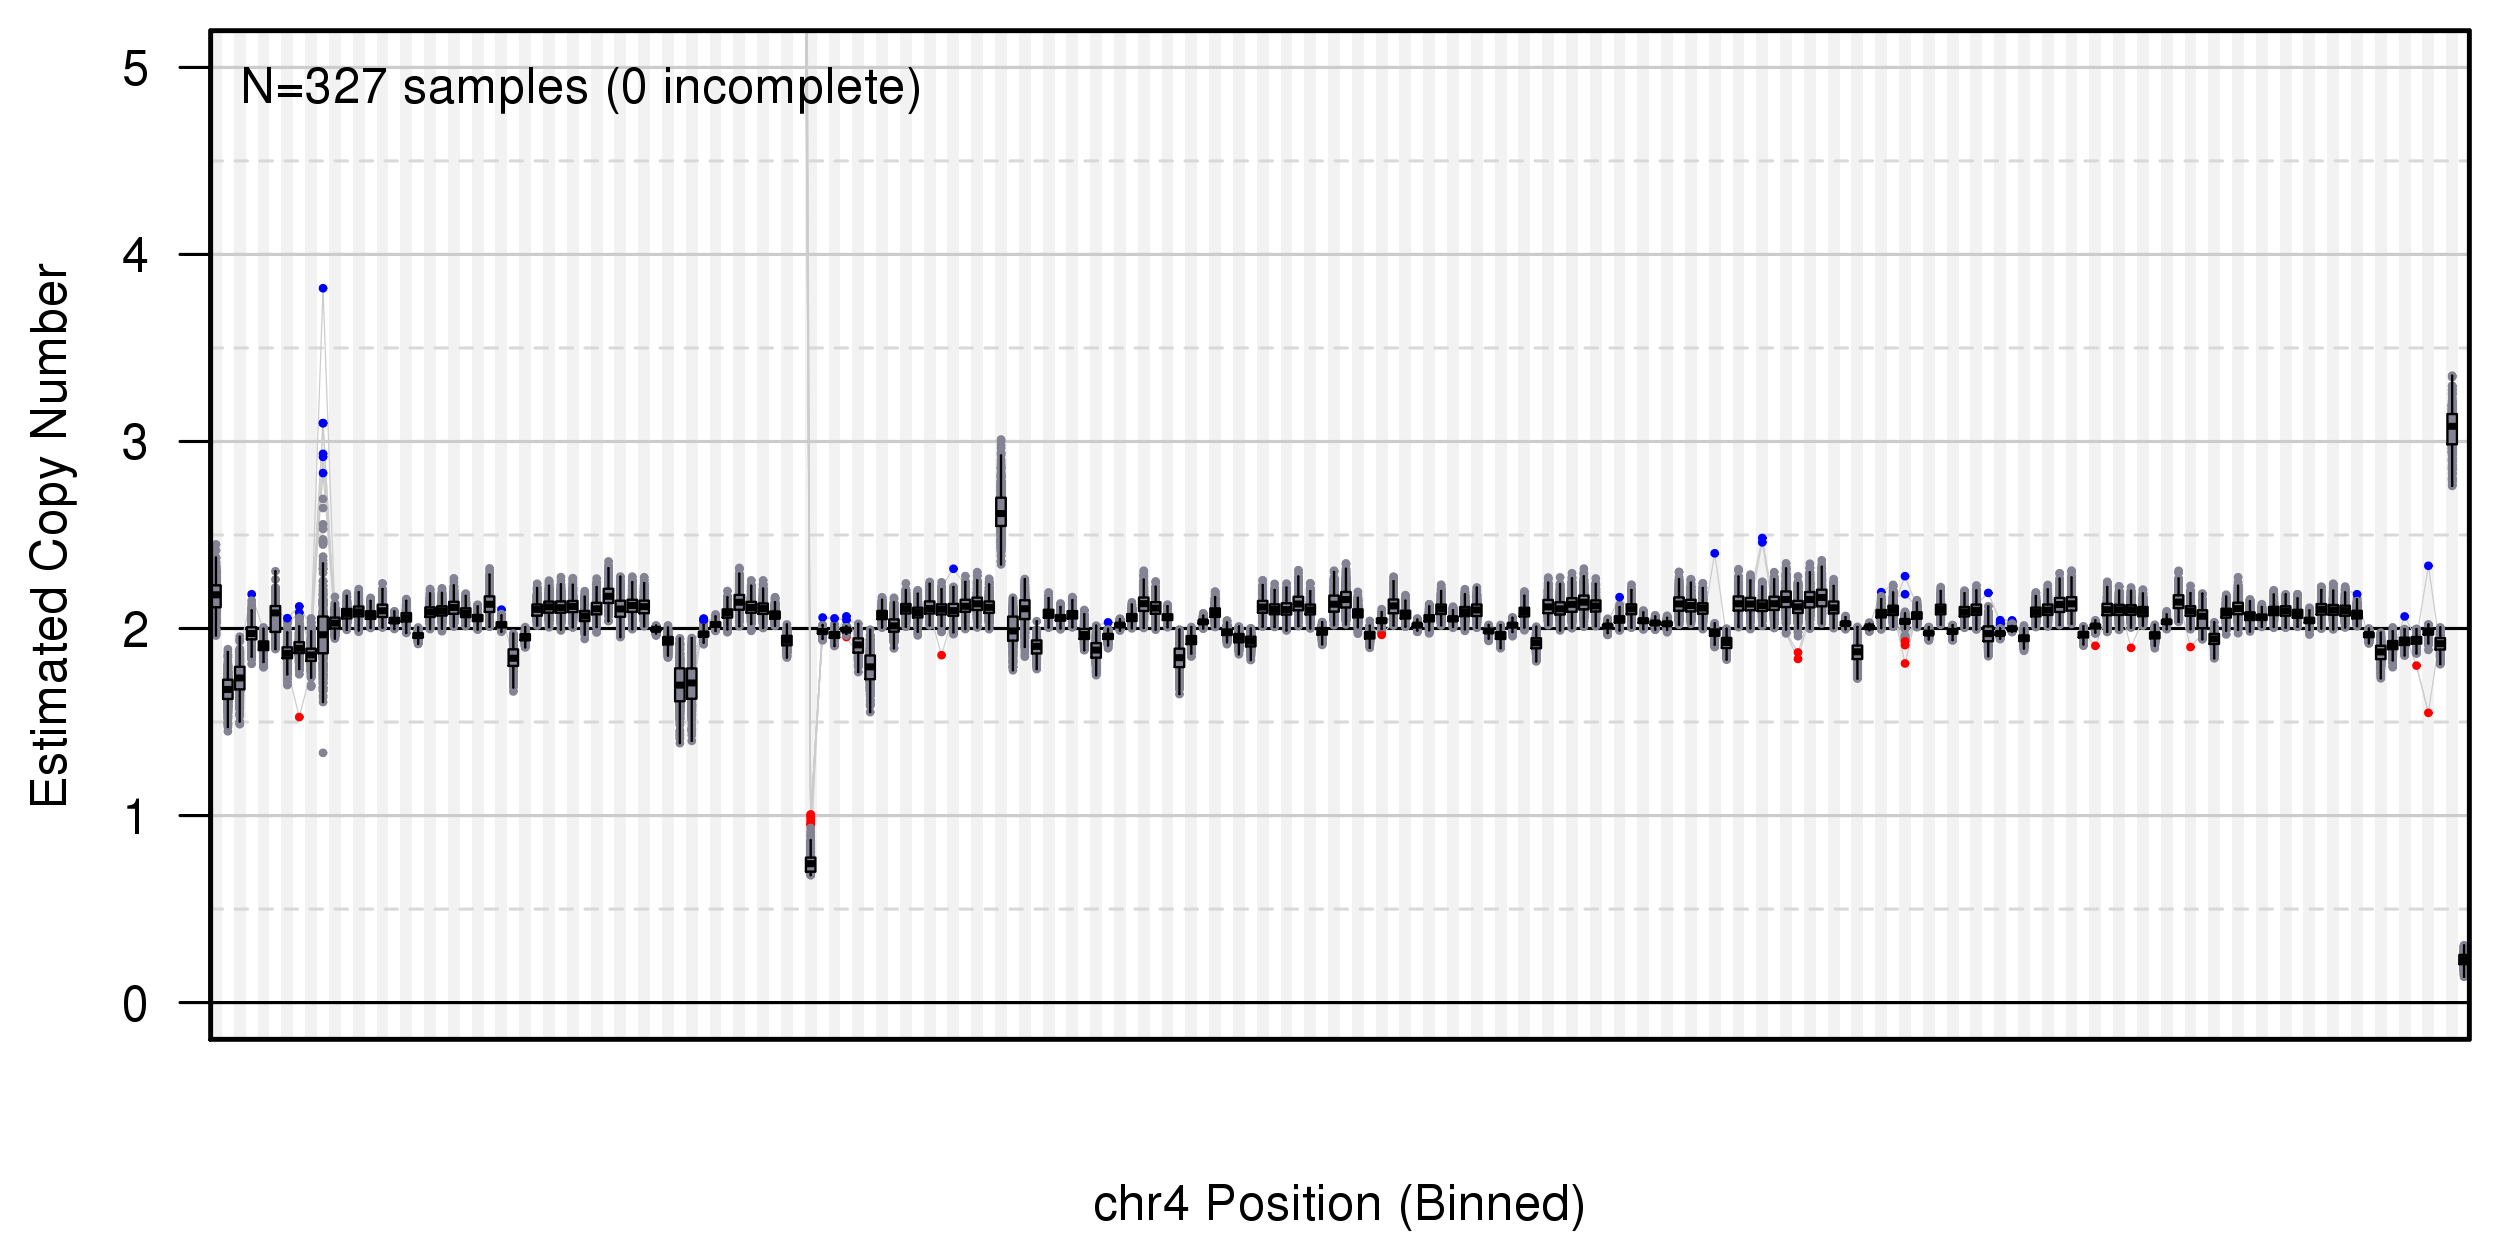 N=327 samples (0 incomplete)
5
4
3
2
1
0
Estimated Copy Number
chr4 Position (Binned)